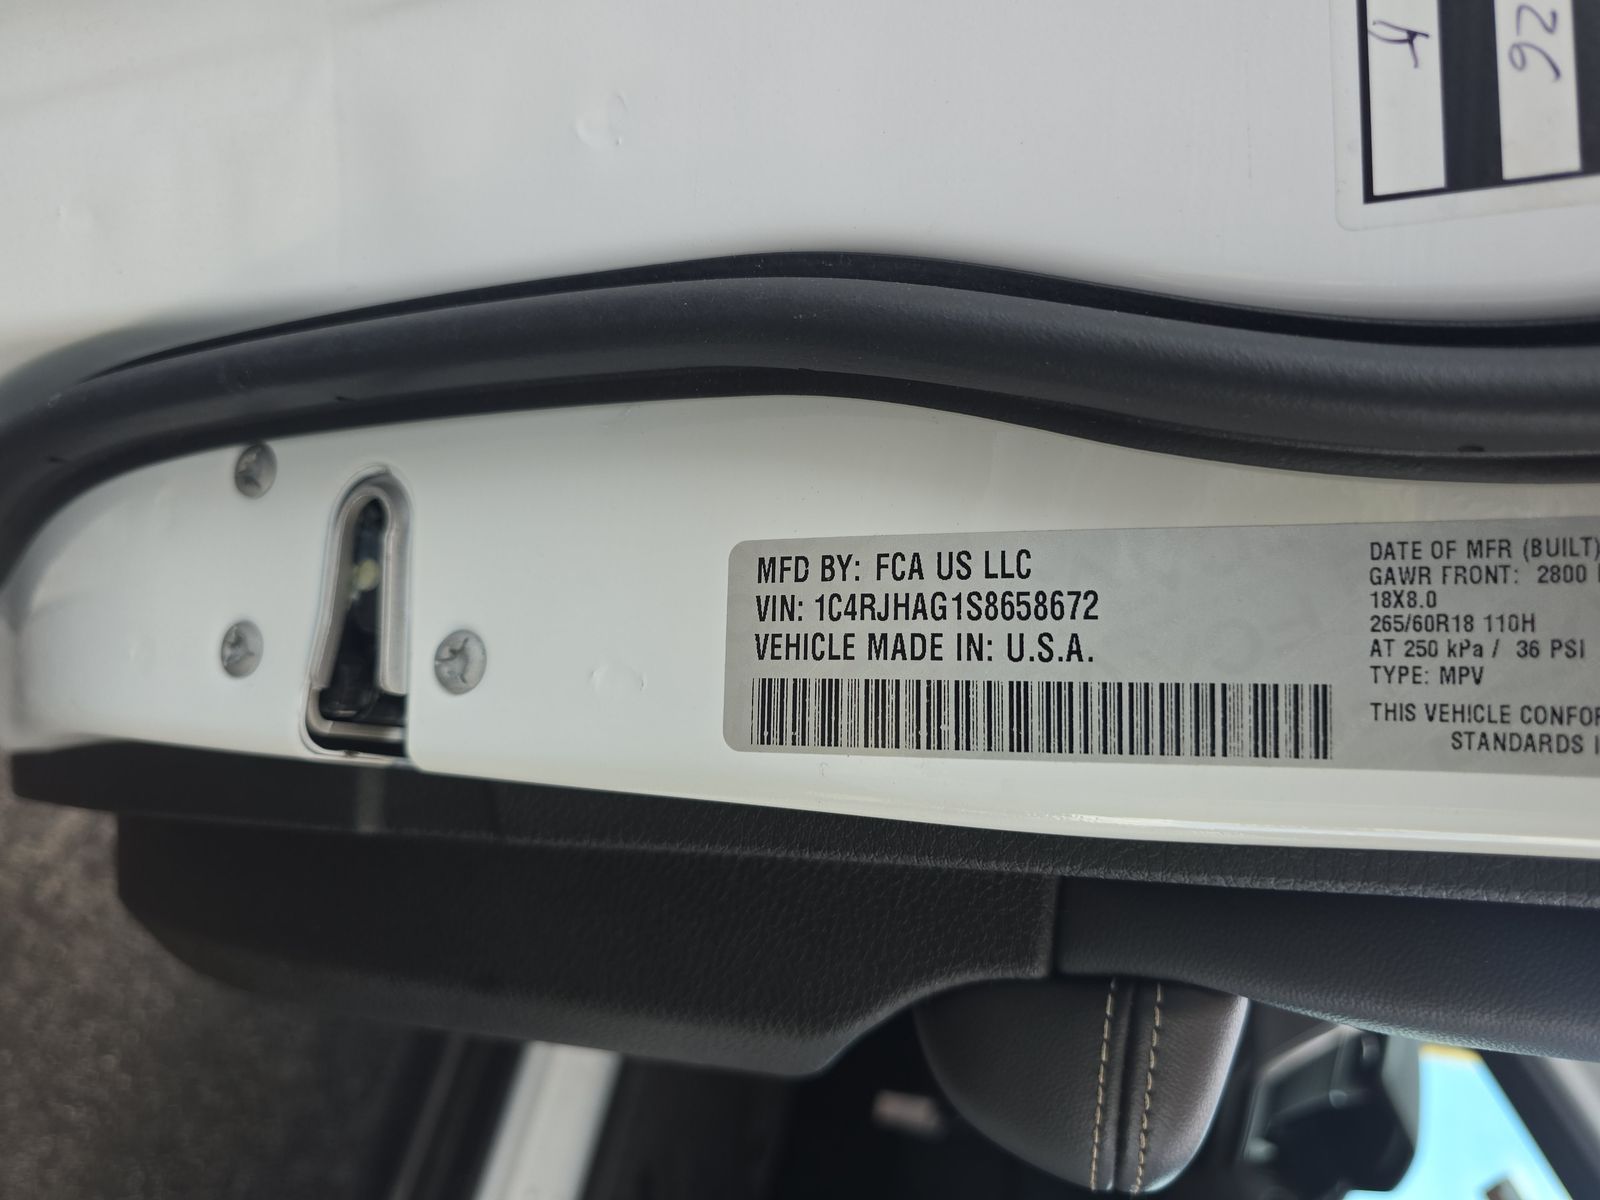 26
MFD BY: FCA US LLC
VIN: 1C4RJHAG1S8658672
VEHICLE MADE IN: U.S.A.
DATE OF MFR (BUILT)
GAWR FRONT: 2800
18X8.0
265/60R18 110H
AT 250 kPa / 36 PSI
TYPE: MPV
THIS VEHICLE
STANDARDS